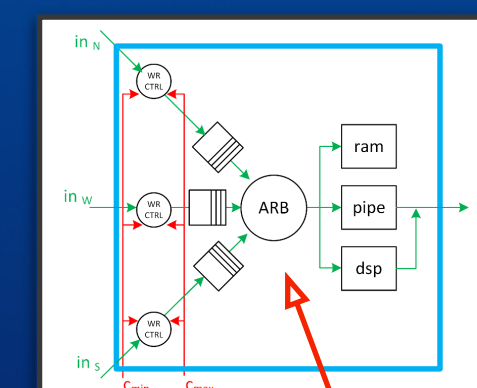 in N
WR
CTRL
ram
in W
WR
CTRL
ARB
pipe
dsp
WR
CTRL
in S
Cmin
Cmax